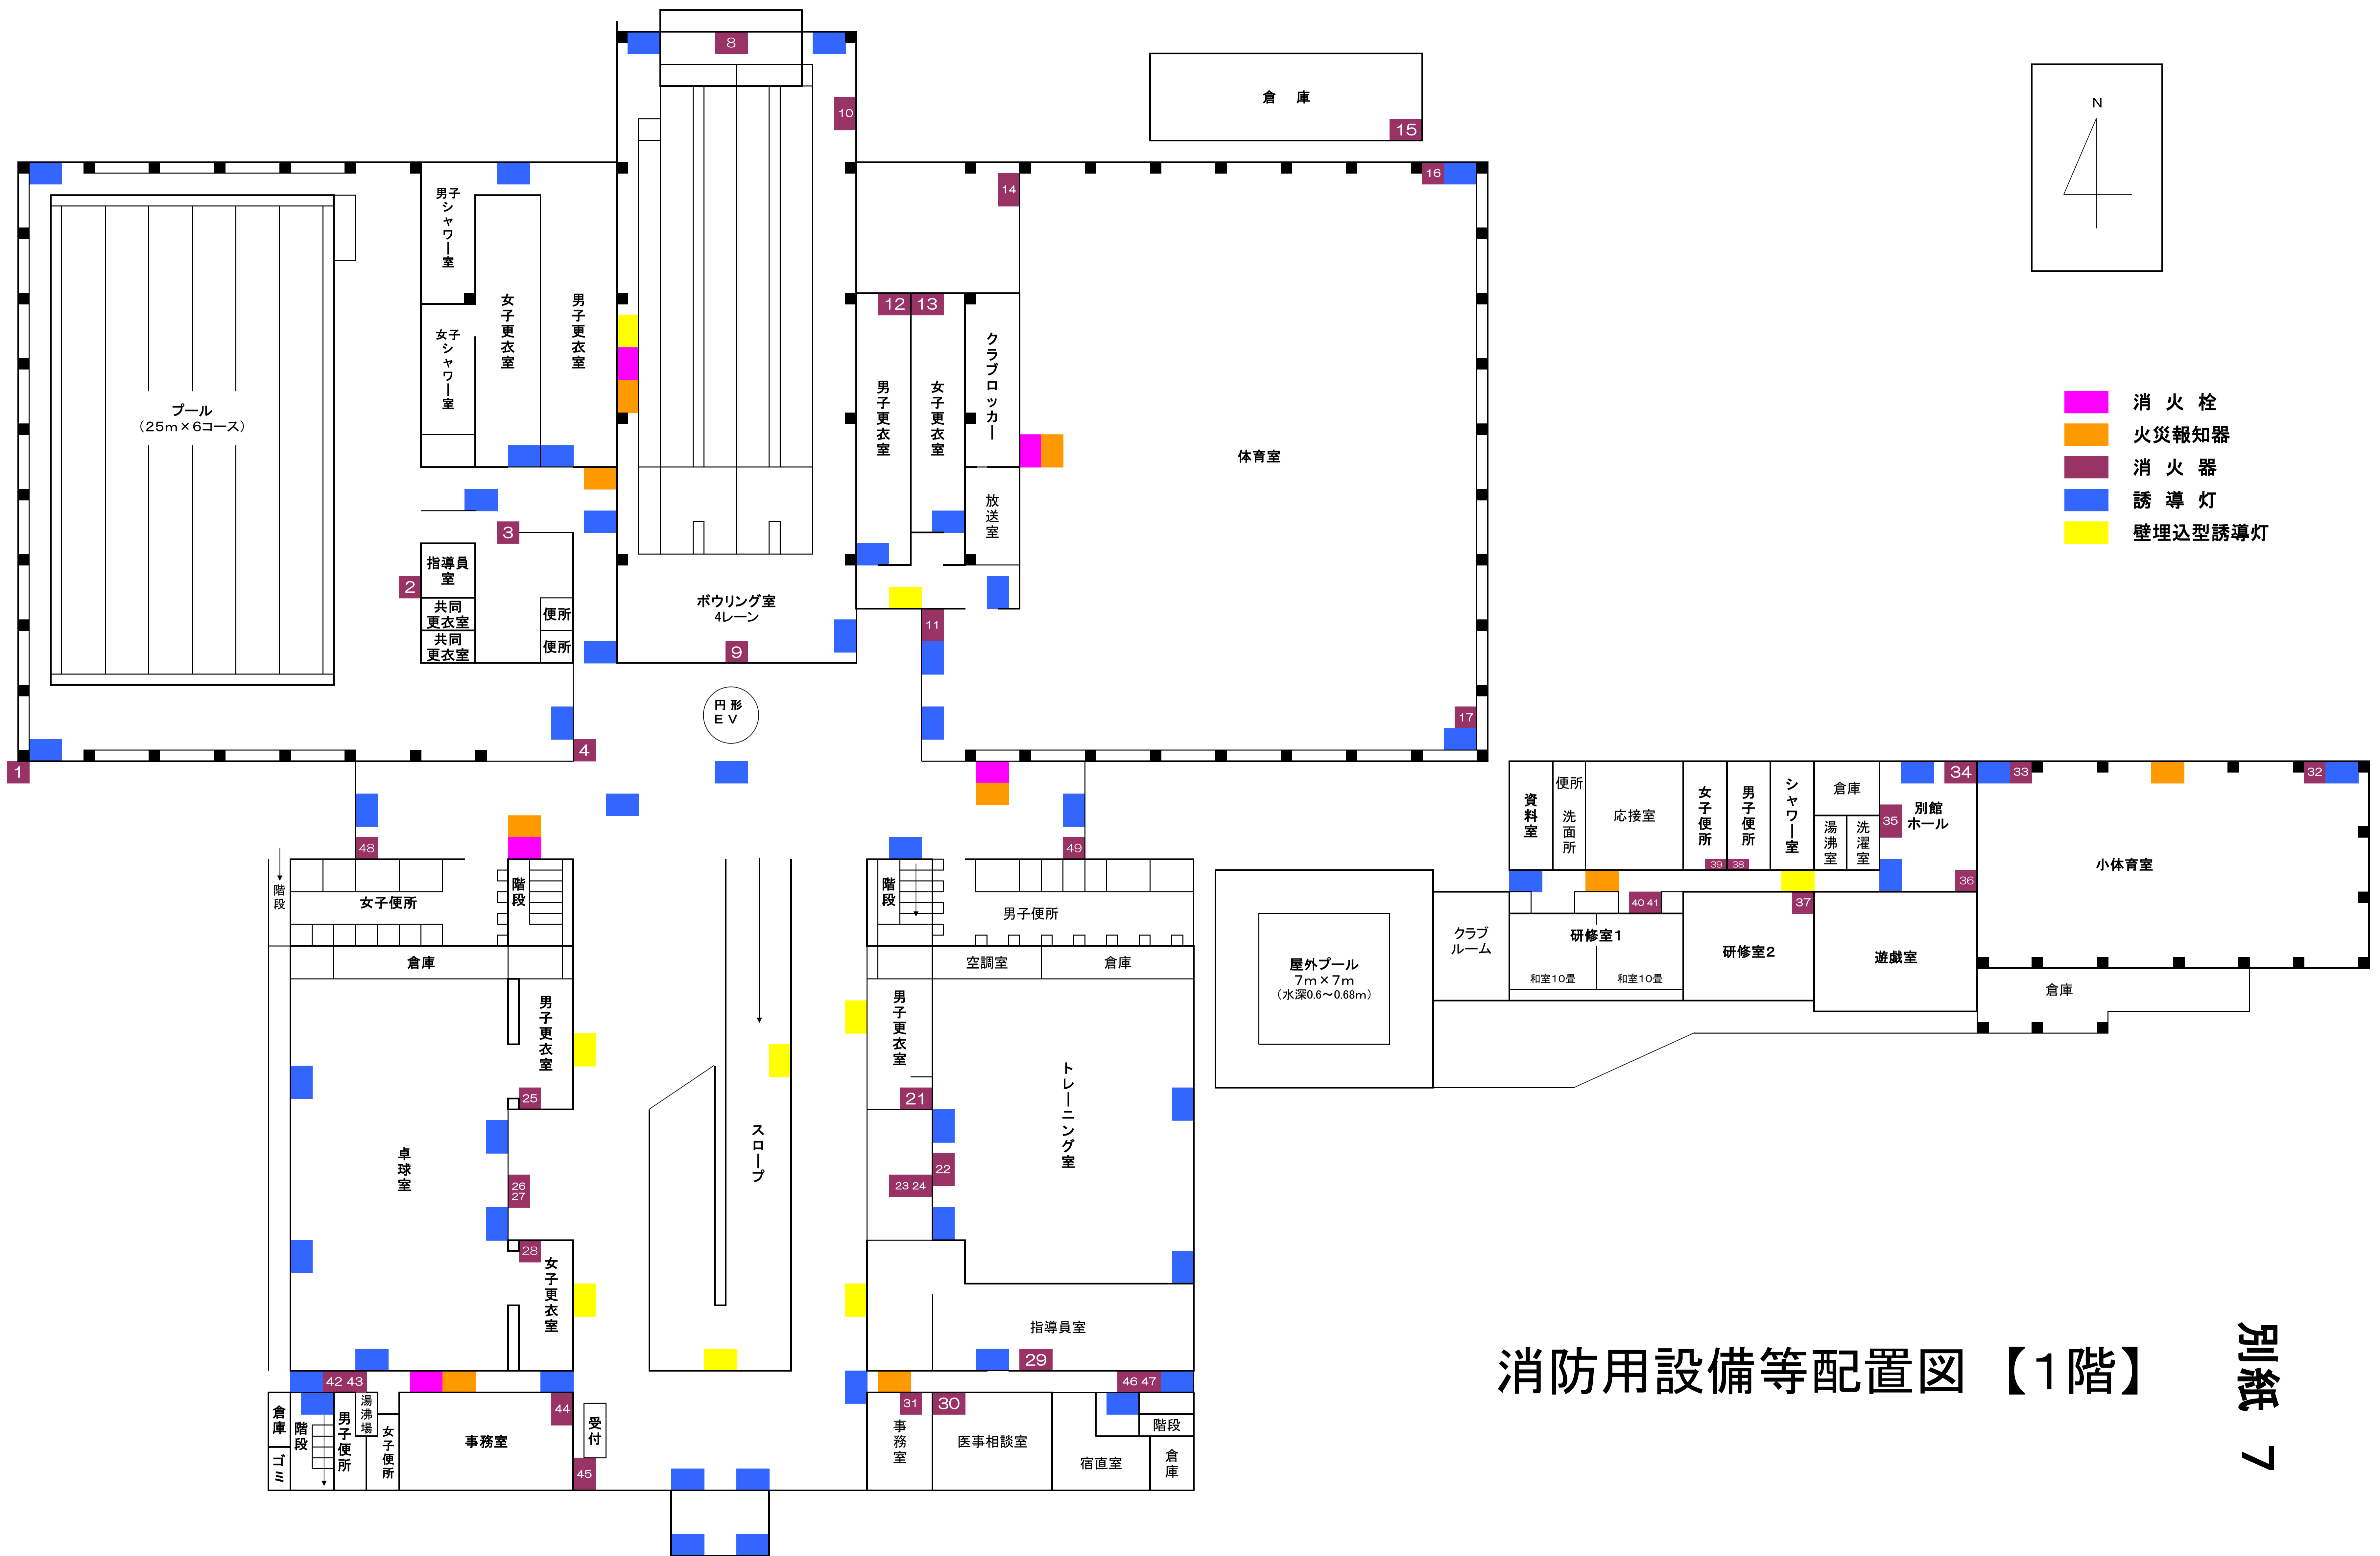 8
10
倉 庫
15
N
14
16
男子シャワー室
女子更衣室
男子更衣室
女子シャワー室
12
13
クラブロッカー
男子更衣室
女子更衣室
プール
（25m×6コース）
体育室
消 火 栓
火災報知器
消 火 器
誘 導 灯
壁埋込型誘導灯
放送室
3
指導員
室
2
共同
更衣室
共同
更衣室
便所
便所
ボウリング室
4レーン
9
11
円 形
E V
17
4
1
48
49
資料室
便所
洗面所
応接室
女子便所
男子便所
シャワー室
倉庫
湯沸室
洗濯室
34
33
32
35
別館
ホール
小体育室
39
38
36
階段
女子便所
階段
階段
男子便所
クラブ
ルーム
40 41
37
研修室1
研修室2
遊戯室
和室10畳
和室10畳
倉庫
屋外プール
7m×7m
（水深0.6～0.68m）
倉庫
空調室
倉庫
男子更衣室
男子更衣室
25
21
卓球室
スロープ
トレーニング室
26
27
23 24
22
28
女子更衣室
指導員室
29
42 43
46 47
倉庫
ゴミ
階段
男子便所
湯沸場
女子便所
事務室
44
受付
45
31
事務室
30
医事相談室
宿直室
階段
倉庫
消防用設備等配置図 【1階】
別紙 7